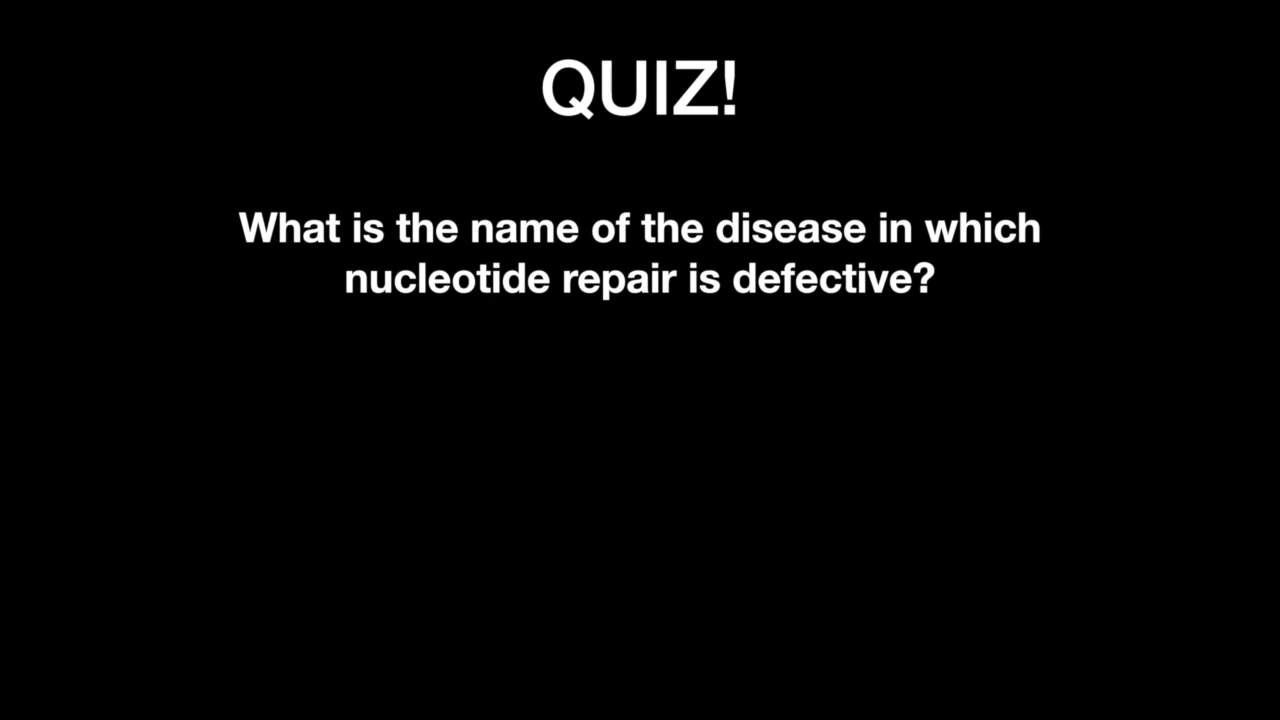 QUIZ!
What is the name of the disease in which
nucleotide repair is defective?